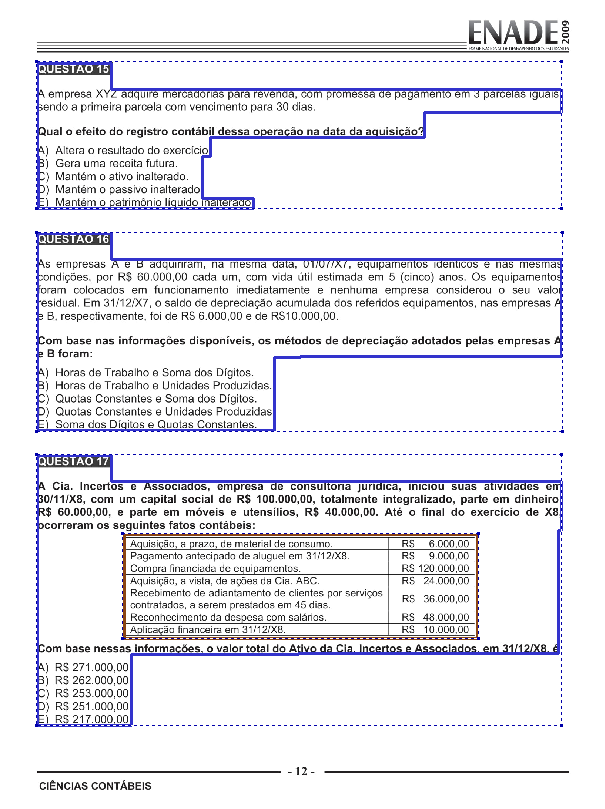 ENADE 2009
EXAME NACIONAL DE DESEMPENHO DOS ESTUDANTES
QUESTÃO 15
A empresa XYZ adquire mercadorias para revenda, com promessa de pagamento em 3 parcelas iguais,
sendo a primeira parcela com vencimento para 30 dias.
Qual o efeito do registro contábil dessa operação na data da aquisição?
A) Altera o resultado do exercício.
B) Gera uma receita futura.
C) Mantém o ativo inalterado.
D) Mantém o passivo inalterado.
E) Mantém o patrimônio líquido inalterado.
QUESTÃO 16
As empresas A e B adquiriram, na mesma data, 01/07/X7, equipamentos idênticos e nas mesmas
condições, por R$ 60.000,00 cada um, com vida útil estimada em 5 (cinco) anos. Os equipamentos
foram colocados em funcionamento imediatamente e nenhuma empresa considerou o seu valor
residual. Em 31/12/X7, o saldo de depreciação acumulada dos referidos equipamentos, nas empresas A
e B, respectivamente, foi de R$ 6.000,00 e de R$10.000,00.
Com base nas informações disponíveis, os métodos de depreciação adotados pelas empresas A
e B foram:
A) Horas de Trabalho e Soma dos Dígitos.
B) Horas de Trabalho e Unidades Produzidas.
C) Quotas Constantes e Soma dos Dígitos.
D) Quotas Constantes e Unidades Produzidas.
E) Soma dos Dígitos e Quotas Constantes.
QUESTÃO 17
A Cia. Incertos e Associados, empresa de consultoria jurídica, iniciou suas atividades em
30/11/X8, com um capital social de R$ 100.000,00, totalmente integralizado, parte em dinheiro,
R$ 60.000,00, e parte em móveis e utensílios, R$ 40.000,00. Até o final do exercício de X8
ocorreram os seguintes fatos contábeis:
Aquisição, a prazo, de material de consumo. R$ 6.000,00
Pagamento antecipado de aluguel em 31/12/X8. R$ 9.000,00
Compra financiada de equipamentos. R$ 120.000,00
Aquisição, a vista, de ações da Cia. ABC. R$ 24.000,00
Recebimento de adiantamento de clientes por serviços
contratados, a serem prestados em 45 dias. R$ 36.000,00
Reconhecimento da despesa com salários. R$ 48.000,00
Aplicação financeira em 31/12/X8. R$ 10.000,00
Com base nessas informações, o valor total do Ativo da Cia. Incertos e Associados, em 31/12/X8, é
A) R$ 271.000,00
B) R$ 262.000,00
C) R$ 253.000,00
D) R$ 251.000,00
E) R$ 217.000,00
- 12 -
CIÊNCIAS CONTÁBEIS